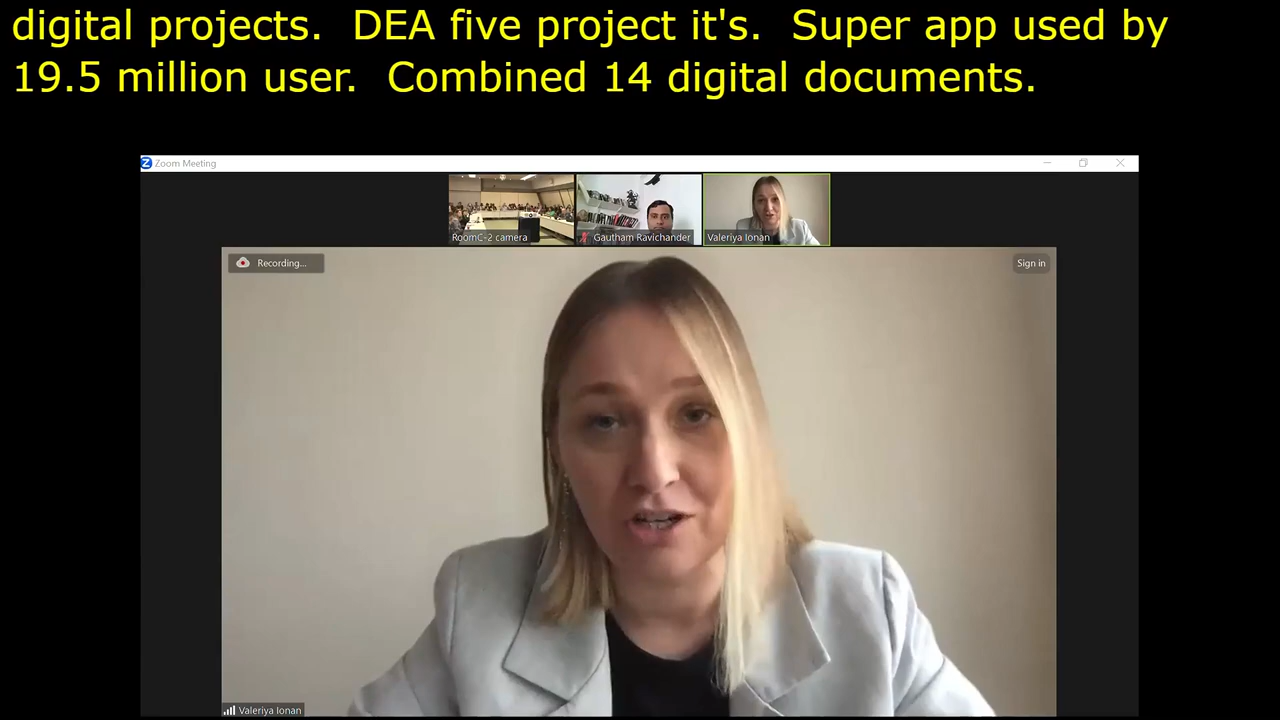 digital projects.  DEA five project it's.  Super app used by
19.5 million user.  Combined 14 digital documents.
Zoom Meeting
RoomC-2 camera
Gautham Ravichander
Valeriya Ionan
Recording...
Sign in
Valeriya Ionan